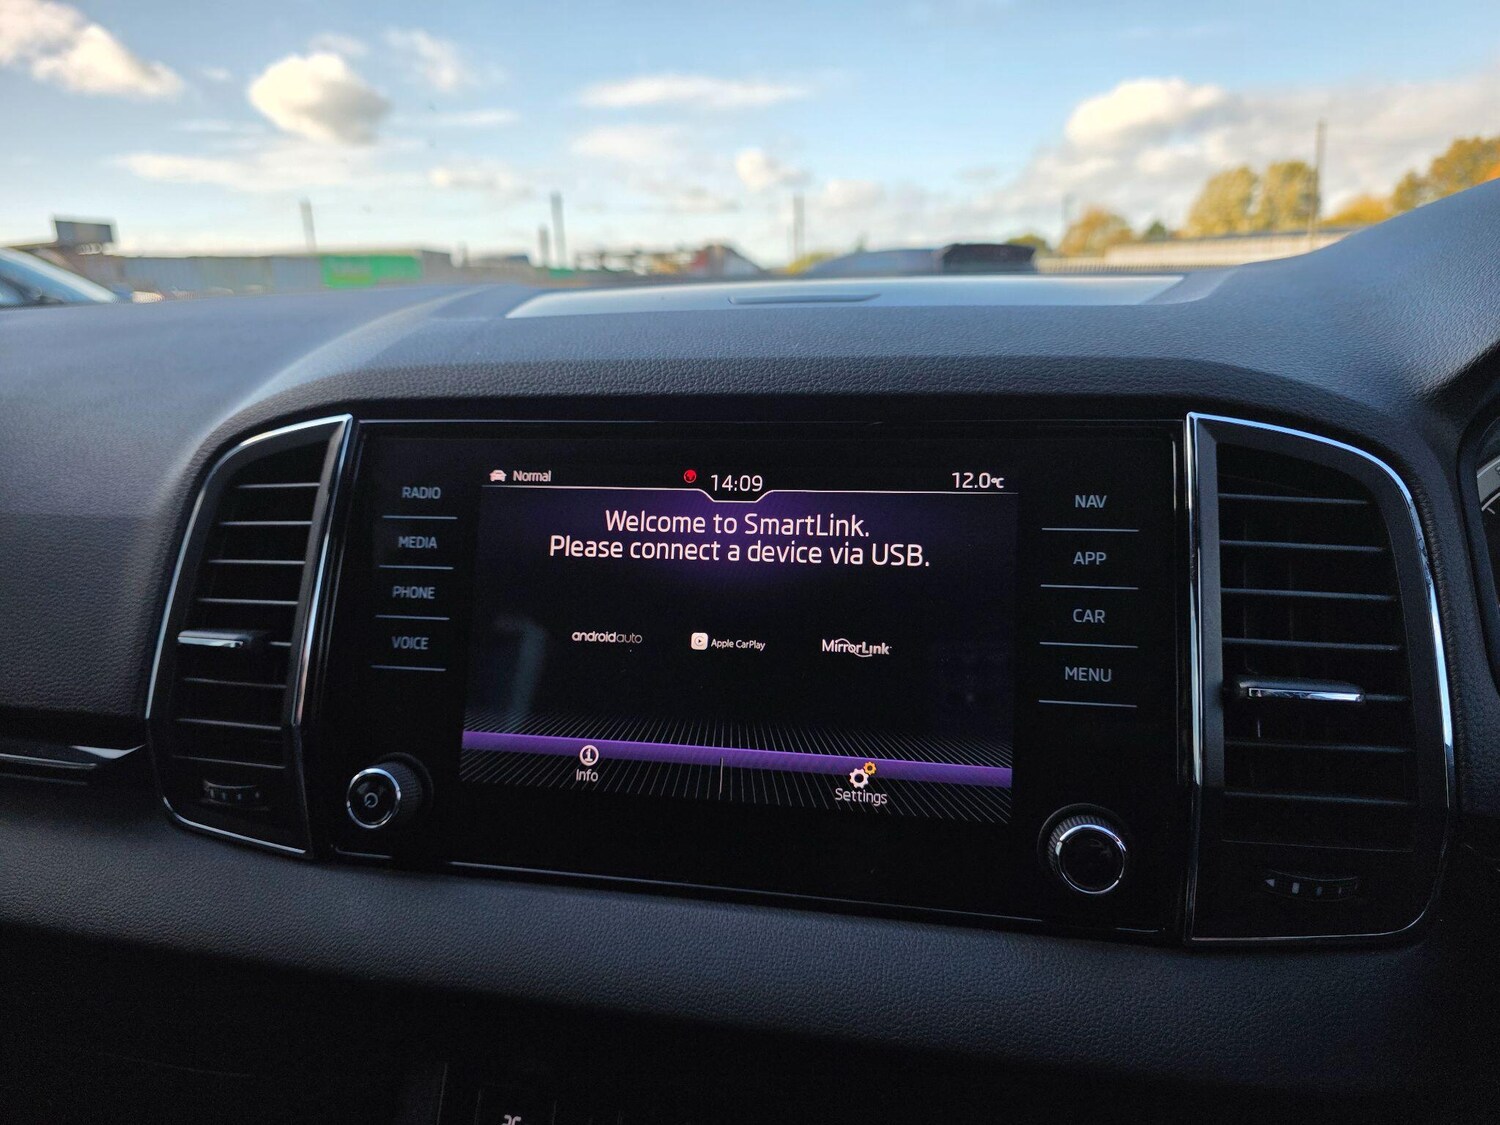 Normal
14:09
12.0°C
Welcome to SmartLink.
Please connect a device via USB.
androidauto
Apple CarPlay
MirrorLink
Info
Settings
RADIO
MEDIA
PHONE
VOICE
NAV
APP
CAR
MENU